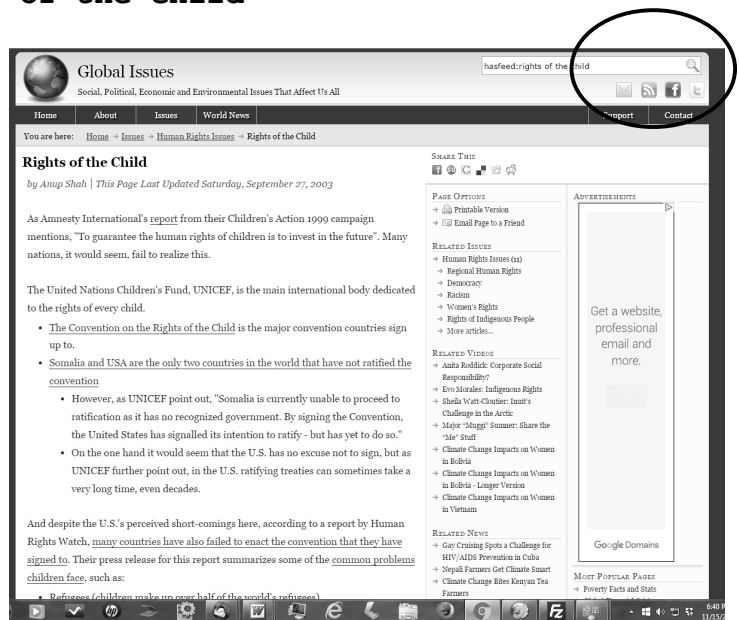 of the child
Global Issues
Social, Political, Economic and Environmental Issues That Affect Us All
hasfeed:rights of the child
Home About Issues World News Support Contact
You are here: Home → Issues → Human Rights Issues → Rights of the Child
Rights of the Child
by Anup Shah | This Page Last Updated Saturday, September 27, 2003
As Amnesty International's report from their Children's Action 1999 campaign
mentions, "To guarantee the human rights of children is to invest in the future". Many
nations, it would seem, fail to realize this.
The United Nations Children's Fund, UNICEF, is the main international body dedicated
to the rights of every child.
• The Convention on the Rights of the Child is the major convention countries sign
up to.
• Somalia and USA are the only two countries in the world that have not ratified the
convention
• However, as UNICEF point out, "Somalia is currently unable to proceed to
ratification as it has no recognized government. By signing the Convention,
the United States has signalled its intention to ratify - but has yet to do so."
• On the one hand it would seem that the U.S. has no excuse not to sign, but as
UNICEF further point out, in the U.S. ratifying treaties can sometimes take a
very long time, even decades.
And despite the U.S.'s perceived short-comings here, according to a report by Human
Rights Watch, many countries have also failed to enact the convention that they have
signed to. Their press release for this report summarizes some of the common problems
children face, such as:
• Refugees (children make up over half of the world's refugees)
Share This
Page Options
→ Printable Version
→ Email Page to a Friend
Related Issues
→ Human Rights Issues (11)
→ Regional Human Rights
→ Democracy
→ Racism
→ Women's Rights
→ Rights of Indigenous People
→ More articles...
Related Videos
→ Anita Roddick: Corporate Social
Responsibility?
→ Evo Morales: Indigenous Rights
→ Sheila Watt-Cloutier: Inuit's
Challenge in the Arctic
→ Major "Muggi" Sumner: Share the
"Me" Stuff
→ Climate Change Impacts on Women
in Bolivia
→ Climate Change Impacts on Women
in Bolivia - Longer Version
→ Climate Change Impacts on Women
in Vietnam
Related News
→ Gay Cruising Spots a Challenge for
HIV/AIDS Prevention in Cuba
→ Nepali Farmers Get Climate Smart
→ Climate Change Bites Kenyan Tea
Farmers
Advertisements
Get a website,
professional
email and
more.
Google Domains
Most Popular Pages
→ Poverty Facts and Stats
6:40 P
11/15/2